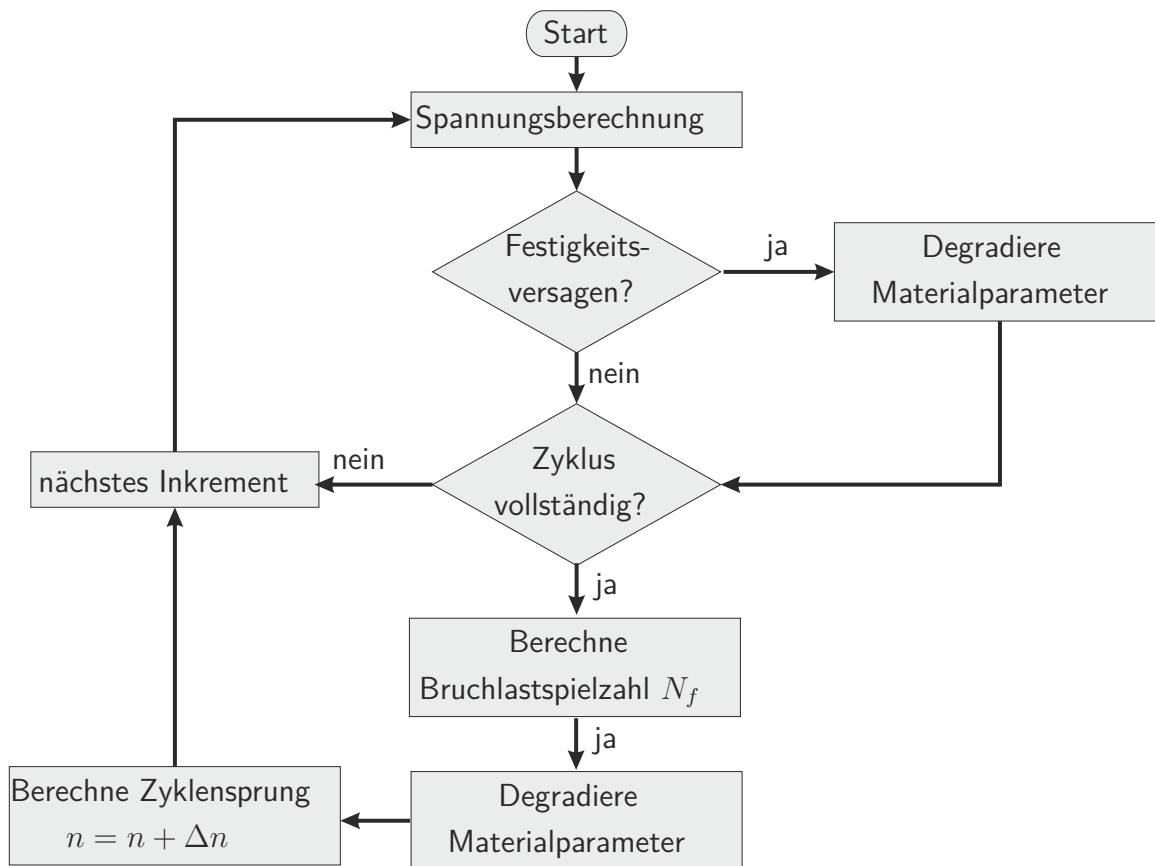 Start
Spannungsberechnung
Festigkeits-
versagen?
ja
Degradiere
Materialparameter
nein
Zyklus
vollständig?
nein
nächstes Inkrement
ja
Berechne
Bruchlastspielzahl N_f
ja
Degradiere
Materialparameter
Berechne Zyklensprung
n = n + Δn